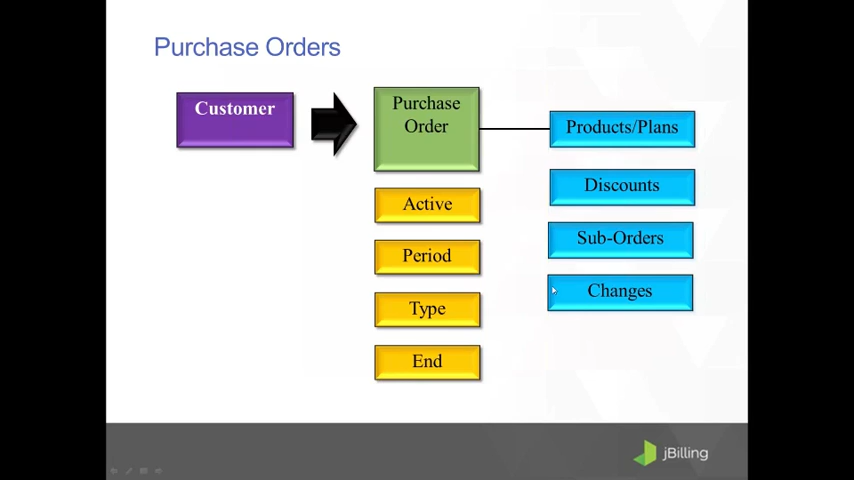 Purchase Orders
Customer
Purchase
Order
Products/Plans
Discounts
Sub-Orders
Changes
Active
Period
Type
End
jBilling